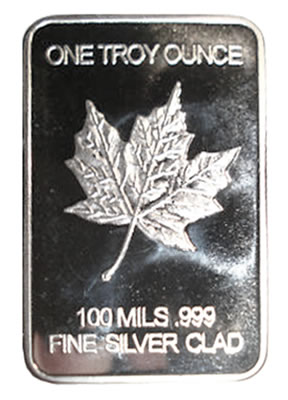 ONE TROY OUNCE
100 MILS .999
FINE SILVER CLAD